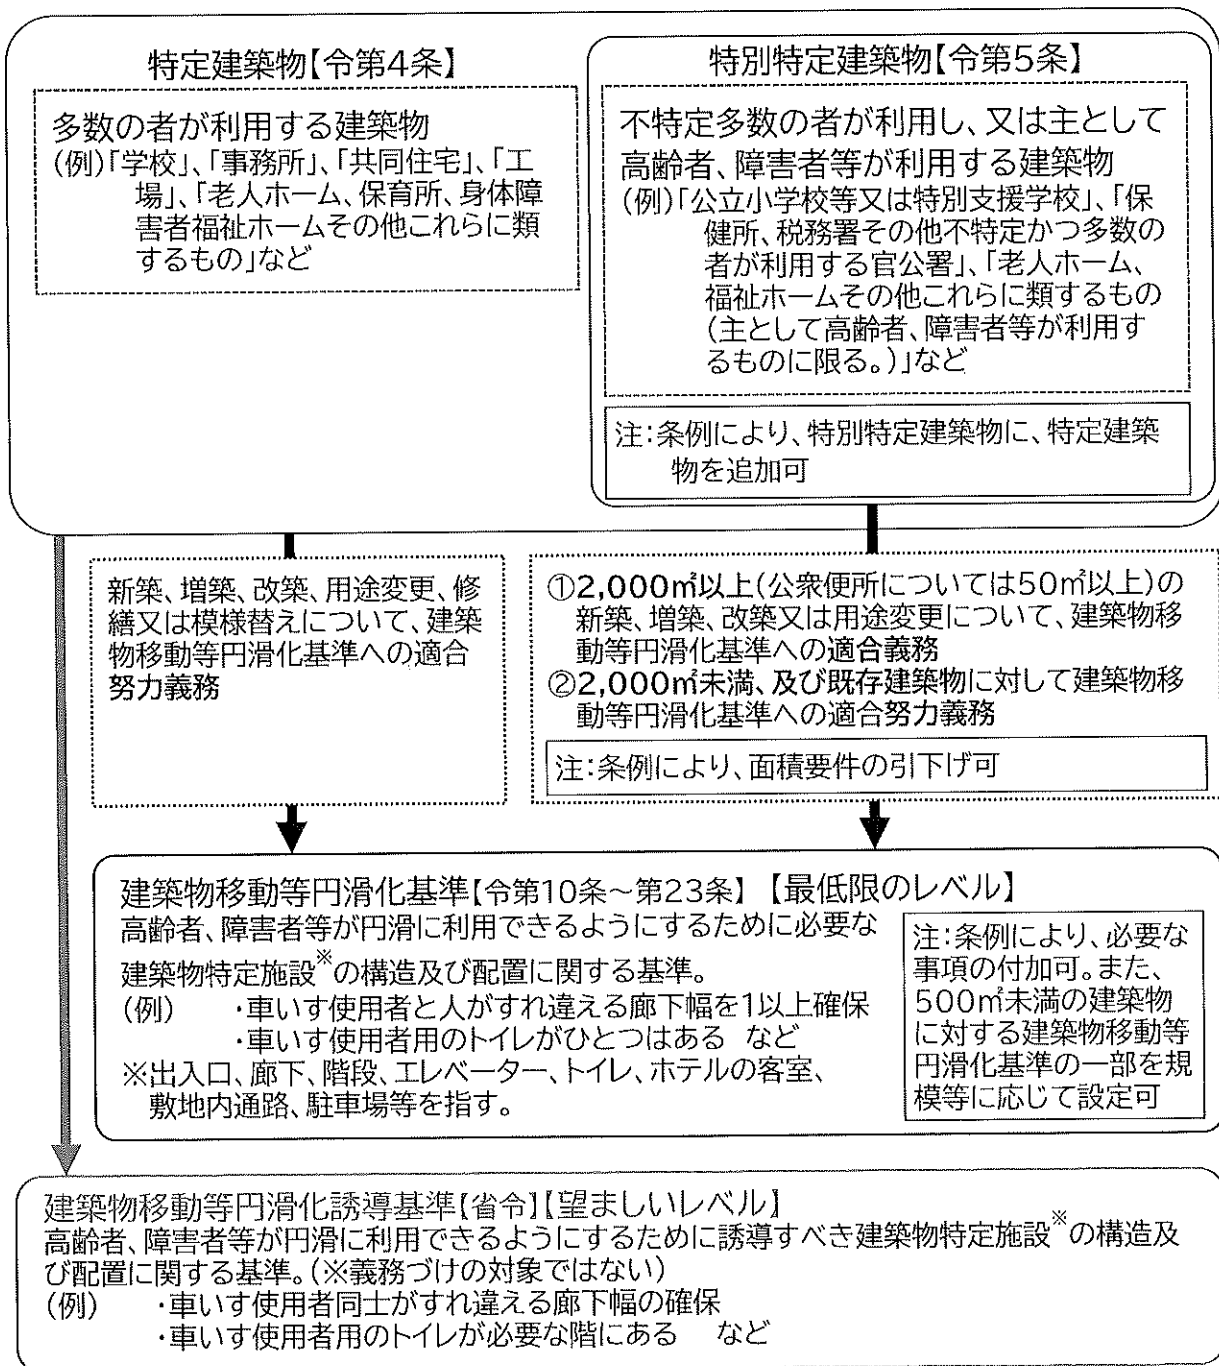 特定建築物【令第4条】
多数の者が利用する建築物
(例)「学校」、「事務所」、「共同住宅」、「工
場」、「老人ホーム、保育所、身体障
害者福祉ホームその他これらに類
するもの」など
特別特定建築物【令第5条】
不特定多数の者が利用し、又は主として
高齢者、障害者等が利用する建築物
(例)「公立小学校等又は特別支援学校」、「保
健所、税務署その他不特定かつ多数の
者が利用する官公署」、「老人ホーム、
福祉ホームその他これらに類するもの
(主として高齢者、障害者等が利用す
るものに限る。)」など
注:条例により、特別特定建築物に、特定建築
物を追加可
新築、増築、改築、用途変更、修
繕又は模様替えについて、建築
物移動等円滑化基準への適合
努力義務
①2,000㎡以上(公衆便所については50㎡以上)の
新築、増築、改築又は用途変更について、建築物移
動等円滑化基準への適合義務
②2,000㎡未満、及び既存建築物に対して建築物移
動等円滑化基準への適合努力義務
注:条例により、面積要件の引下げ可
建築物移動等円滑化基準【令第10条~第23条】【最低限のレベル】
高齢者、障害者等が円滑に利用できるようにするために必要な
建築物特定施設※の構造及び配置に関する基準。
(例) ・車いす使用者と人がすれ違える廊下幅を1以上確保
・車いす使用者用のトイレがひとつはある など
※出入口、廊下、階段、エレベーター、トイレ、ホテルの客室、
敷地内通路、駐車場等を指す。
注:条例により、必要な
事項の付加可。また、
500㎡未満の建築物
に対する建築物移動等
円滑化基準の一部を規
模等に応じて設定可
建築物移動等円滑化誘導基準【省令】【望ましいレベル】
高齢者、障害者等が円滑に利用できるようにするために誘導すべき建築物特定施設※の構造及
び配置に関する基準。(※義務づけの対象ではない)
(例) ・車いす使用者同士がすれ違える廊下幅の確保
・車いす使用者用のトイレが必要な階にある など